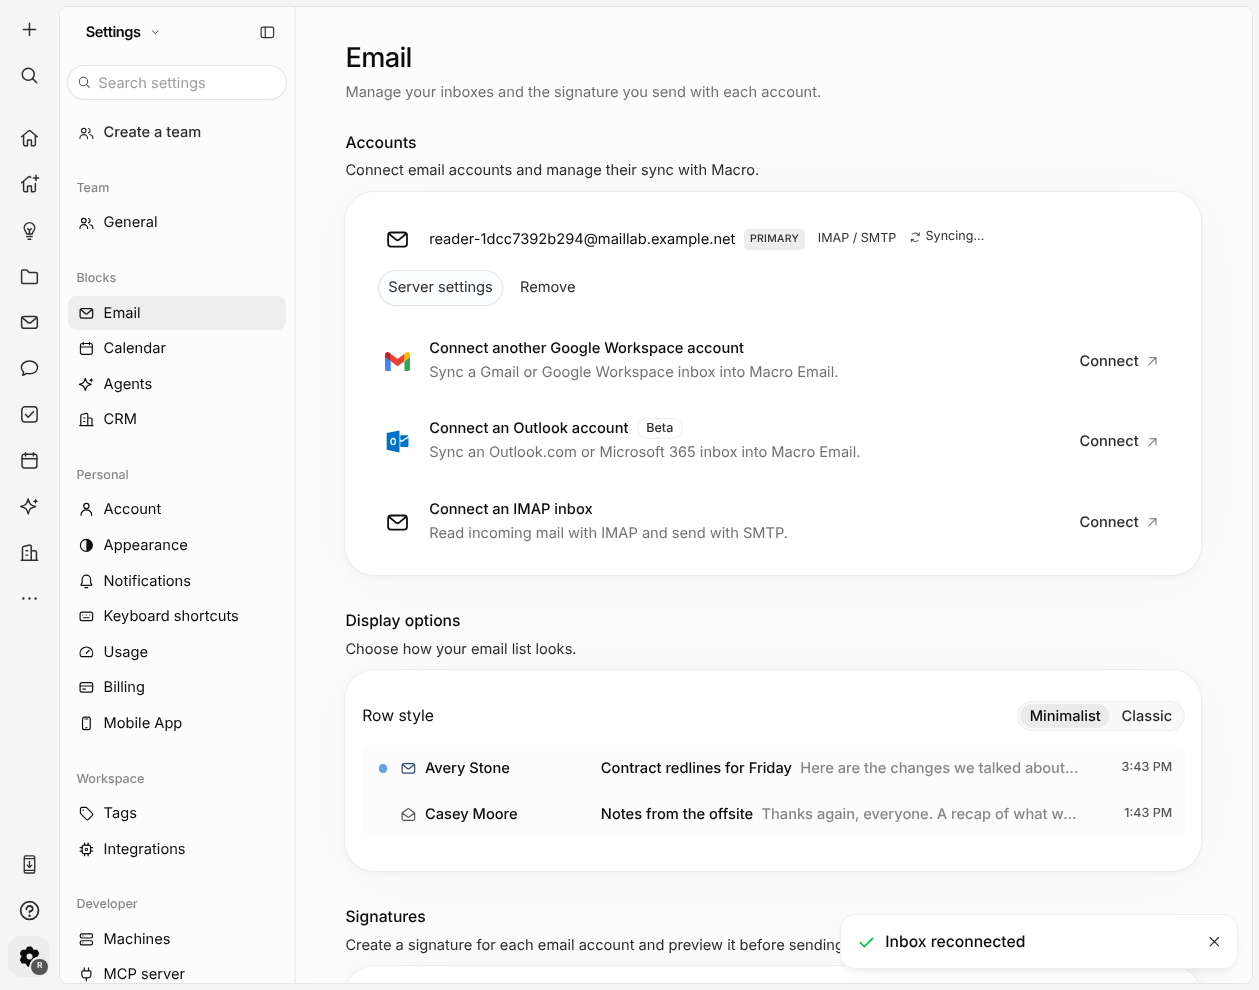 Settings
Search settings
Create a team
Team
General
Blocks
Email
Calendar
Agents
CRM
Personal
Account
Appearance
Notifications
Keyboard shortcuts
Usage
Billing
Mobile App
Workspace
Tags
Integrations
Developer
Machines
MCP server
R
Email
Manage your inboxes and the signature you send with each account.
Accounts
Connect email accounts and manage their sync with Macro.
reader-1dcc7392b294@maillab.example.net PRIMARY IMAP / SMTP Syncing...
Server settings Remove
Connect another Google Workspace account
Sync a Gmail or Google Workspace inbox into Macro Email.
Connect
Connect an Outlook account Beta
Sync an Outlook.com or Microsoft 365 inbox into Macro Email.
Connect
Connect an IMAP inbox
Read incoming mail with IMAP and send with SMTP.
Connect
Display options
Choose how your email list looks.
Row style Minimalist Classic
Avery Stone Contract redlines for Friday Here are the changes we talked about... 3:43 PM
Casey Moore Notes from the offsite Thanks again, everyone. A recap of what w... 1:43 PM
Signatures
Create a signature for each email account and preview it before sending
Inbox reconnected